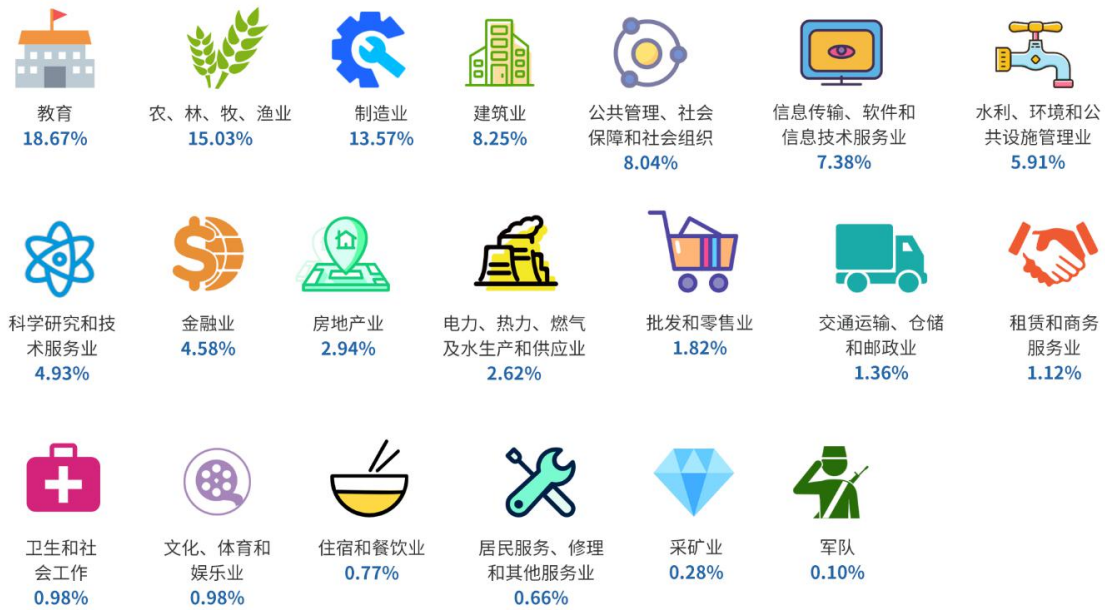 教育
18.67%
农、林、牧、渔业
15.03%
制造业
13.57%
建筑业
8.25%
公共管理、社会
保障和社会组织
8.04%
信息传输、软件和
信息技术服务业
7.38%
水利、环境和公
共设施管理业
5.91%
科学研究和技
术服务业
4.93%
金融业
4.58%
房地产业
2.94%
电力、热力、燃气
及水生产和供应业
2.62%
批发和零售业
1.82%
交通运输、仓储
和邮政业
1.36%
租赁和商务
服务业
1.12%
卫生和社
会工作
0.98%
文化、体育和
娱乐业
0.98%
住宿和餐饮业
0.77%
居民服务、修理
和其他服务业
0.66%
采矿业
0.28%
军队
0.10%